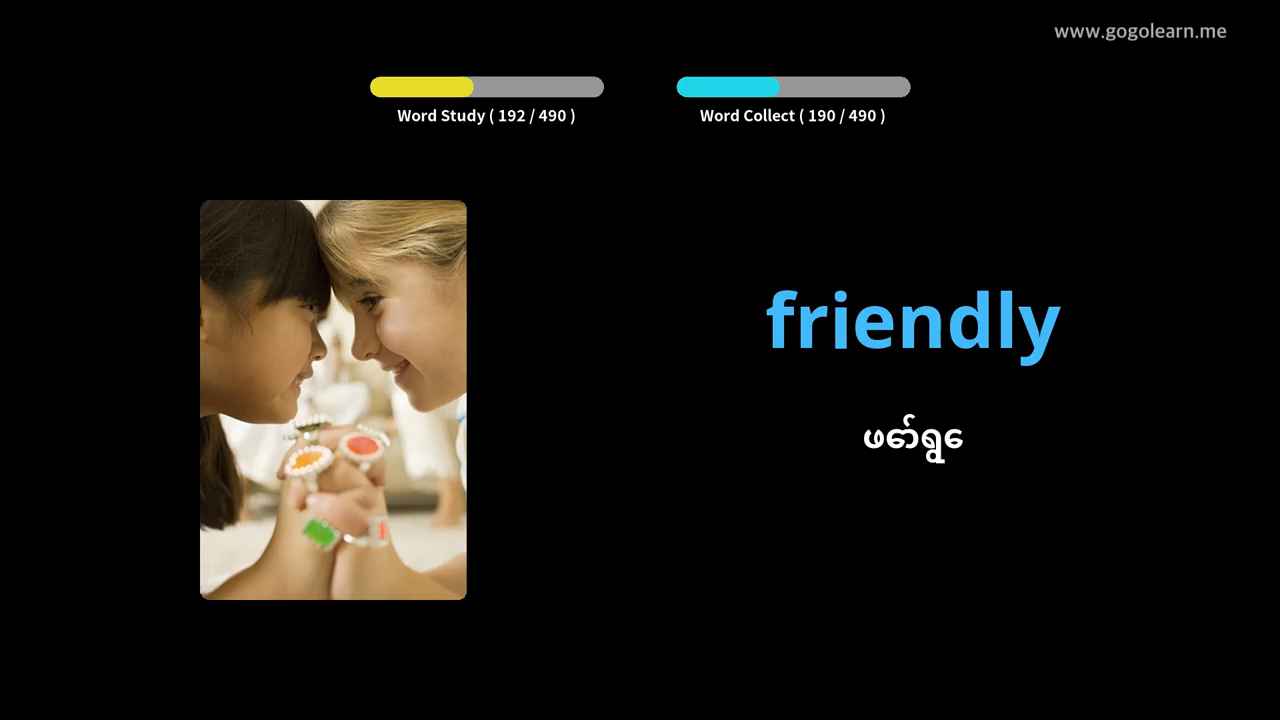 www.gogolearn.me
Word Study ( 192 / 490 )
Word Collect ( 190 / 490 )
friendly
ဖော်ရွေ